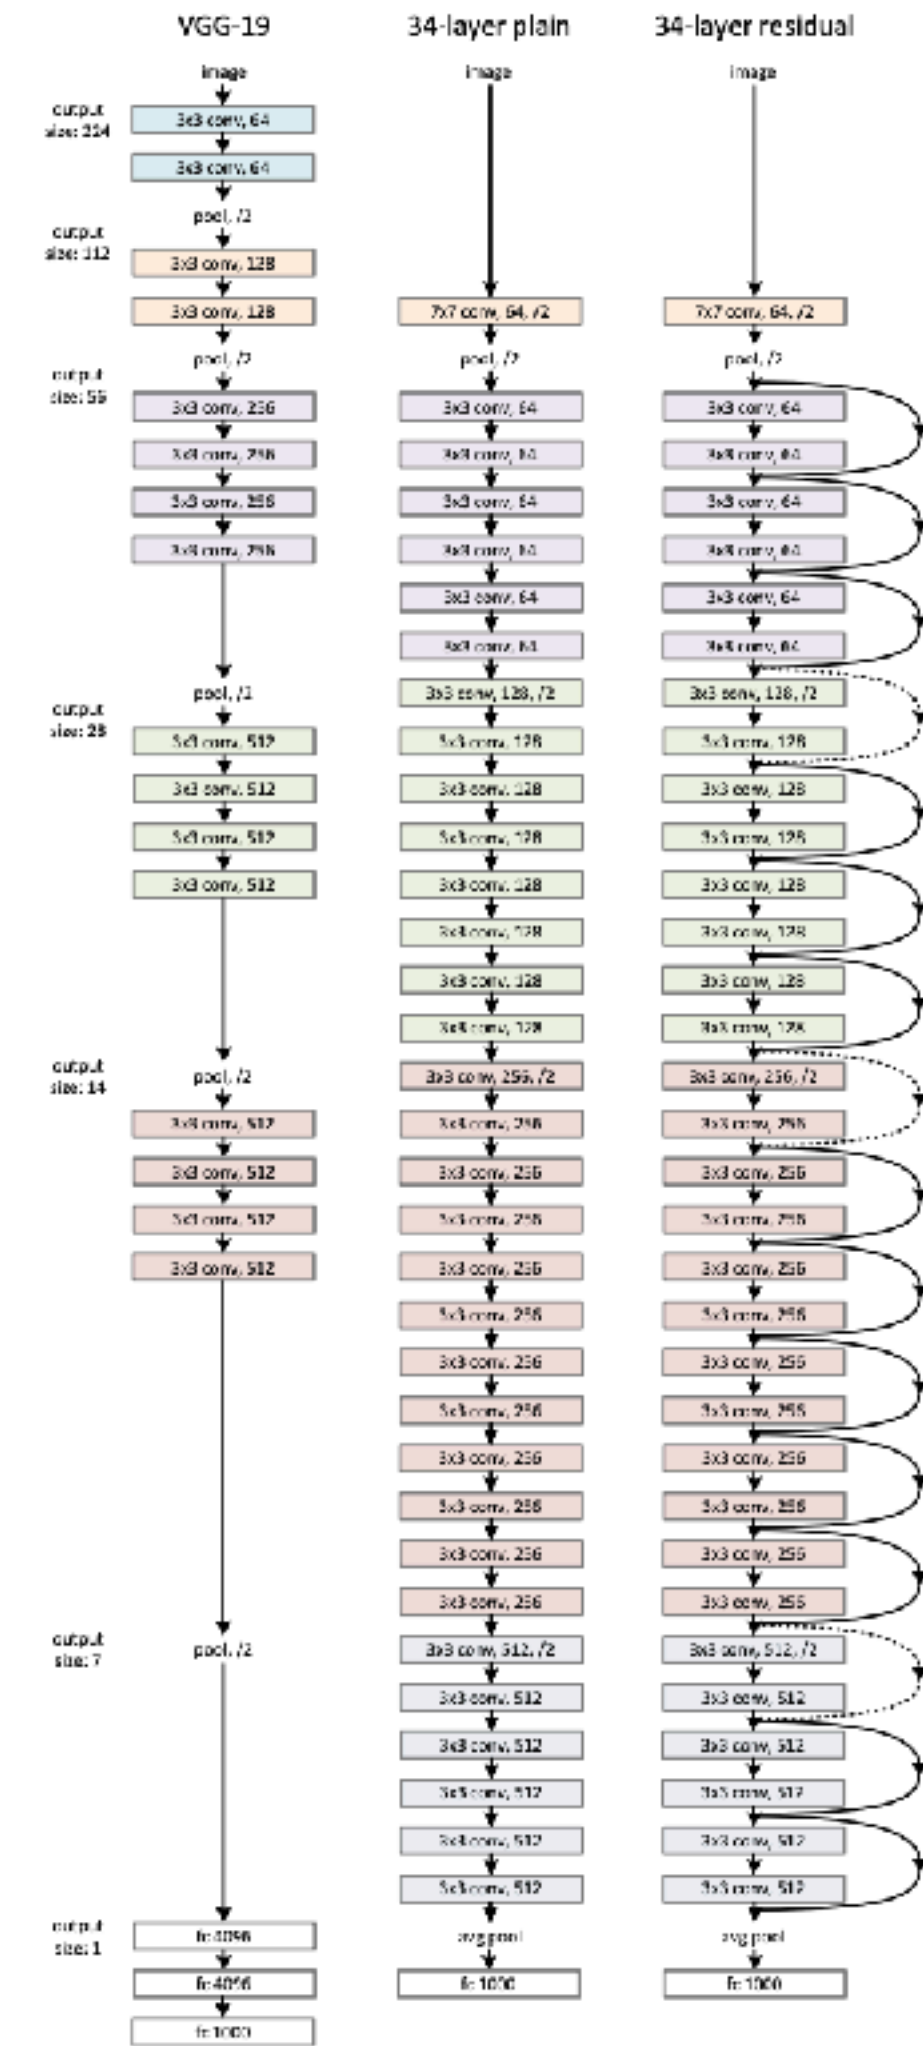 VGG-19
image
output
size: 224
3x3 conv, 64
3x3 conv, 64
pool, /2
output
size: 112
3x3 conv, 128
3x3 conv, 128
pool, /2
output
size: 56
3x3 conv, 256
3x3 conv, 256
3x3 conv, 256
3x3 conv, 256
pool, /2
output
size: 28
3x3 conv, 512
3x3 conv, 512
3x3 conv, 512
3x3 conv, 512
pool, /2
output
size: 14
3x3 conv, 512
3x3 conv, 512
3x3 conv, 512
3x3 conv, 512
output
size: 7
pool, /2
output
size: 1
fc 4096
fc 4096
fc 1000
34-layer plain
image
7x7 conv, 64, /2
pool, /2
3x3 conv, 64
3x3 conv, 64
3x3 conv, 64
3x3 conv, 64
3x3 conv, 64
3x3 conv, 64
3x3 conv, 128, /2
3x3 conv, 128
3x3 conv, 128
3x3 conv, 128
3x3 conv, 128
3x3 conv, 128
3x3 conv, 128
3x3 conv, 128
3x3 conv, 256, /2
3x3 conv, 256
3x3 conv, 256
3x3 conv, 256
3x3 conv, 256
3x3 conv, 256
3x3 conv, 256
3x3 conv, 256
3x3 conv, 256
3x3 conv, 256
3x3 conv, 256
3x3 conv, 256
3x3 conv, 512, /2
3x3 conv, 512
3x3 conv, 512
3x3 conv, 512
3x3 conv, 512
3x3 conv, 512
avg pool
fc 1000
34-layer residual
image
7x7 conv, 64, /2
pool, /2
3x3 conv, 64
3x3 conv, 64
3x3 conv, 64
3x3 conv, 64
3x3 conv, 64
3x3 conv, 64
3x3 conv, 128, /2
3x3 conv, 128
3x3 conv, 128
3x3 conv, 128
3x3 conv, 128
3x3 conv, 128
3x3 conv, 128
3x3 conv, 128
3x3 conv, 256, /2
3x3 conv, 256
3x3 conv, 256
3x3 conv, 256
3x3 conv, 256
3x3 conv, 256
3x3 conv, 256
3x3 conv, 256
3x3 conv, 256
3x3 conv, 256
3x3 conv, 256
3x3 conv, 256
3x3 conv, 512, /2
3x3 conv, 512
3x3 conv, 512
3x3 conv, 512
3x3 conv, 512
3x3 conv, 512
avg pool
fc 1000